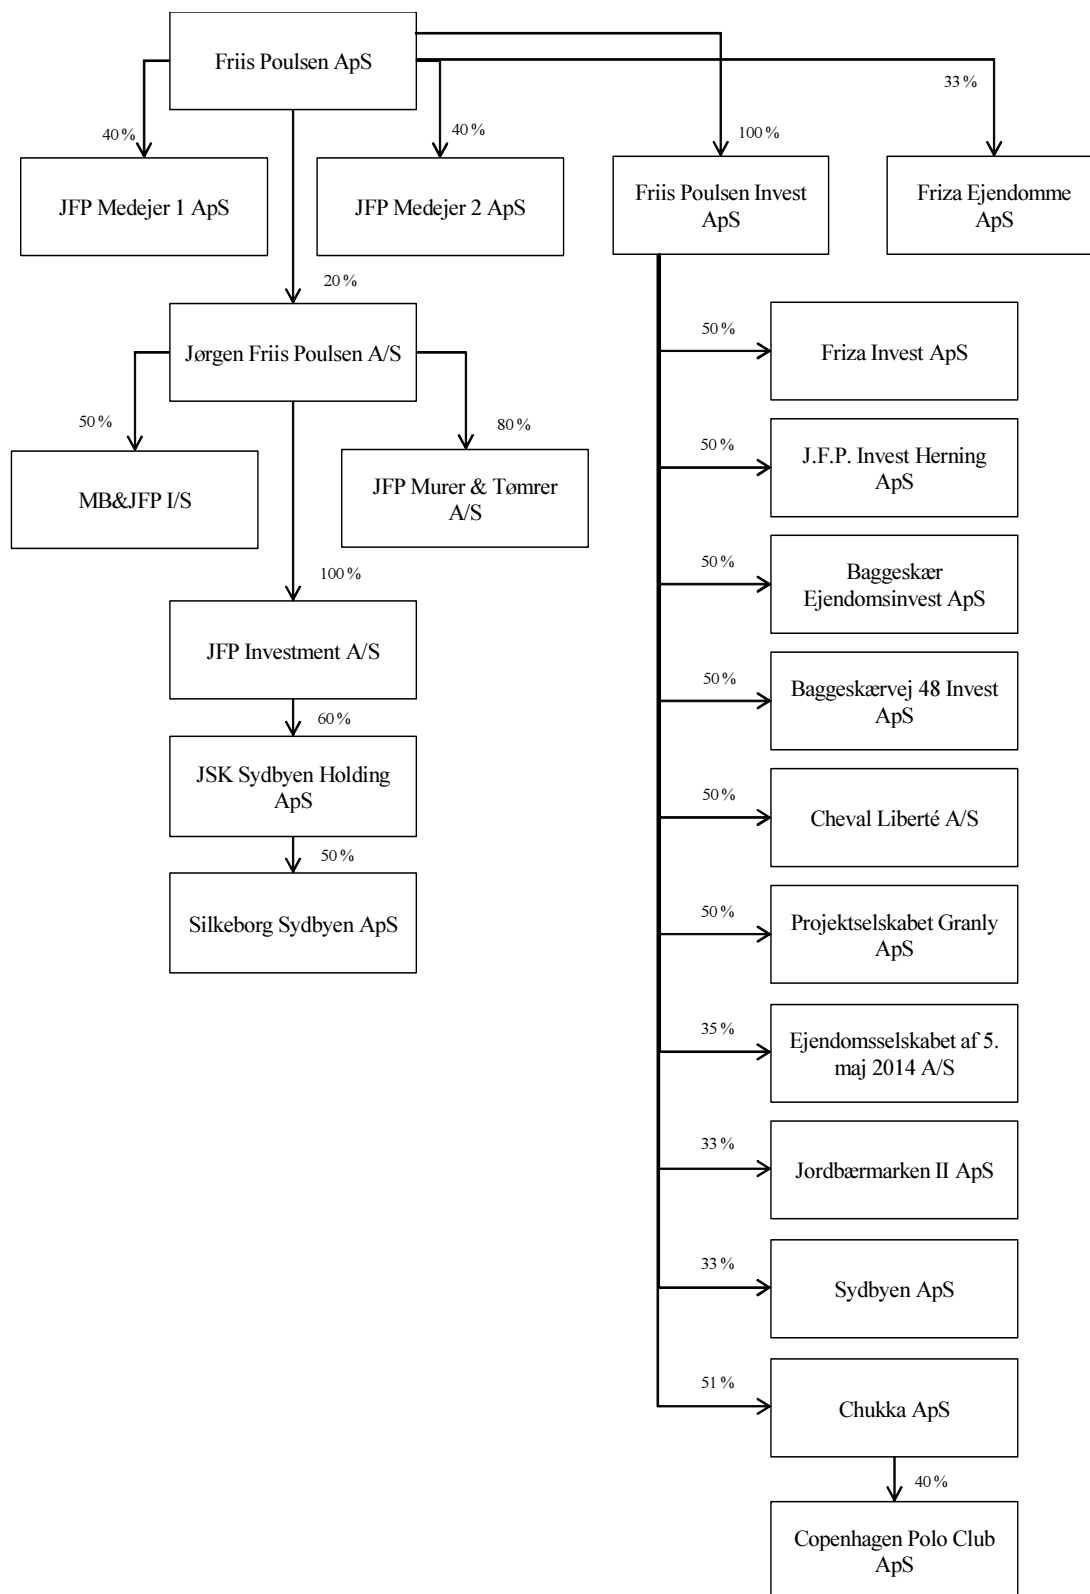 Friis Poulsen ApS
33%
40%
40%
100%
JFP Medejer 1 ApS
JFP Medejer 2 ApS
Friis Poulsen Invest
ApS
Friza Ejendomme
ApS
20%
Jørgen Friis Poulsen A/S
50%
80%
MB&JFP I/S
JFP Murer & Tømrer
A/S
100%
JFP Investment A/S
60%
JSK Sydbyen Holding
ApS
50%
Silkeborg Sydbyen ApS
50%
Friza Invest ApS
50%
J.F.P. Invest Herning
ApS
50%
Baggeskær
Ejendomsinvest ApS
50%
Baggeskærvej 48 Invest
ApS
50%
Cheval Liberté A/S
50%
Projektselskabet Granly
ApS
35%
Ejendomsselskabet af 5.
maj 2014 A/S
33%
Jordbærmarken II ApS
33%
Sydbyen ApS
51%
Chukka ApS
40%
Copenhagen Polo Club
ApS